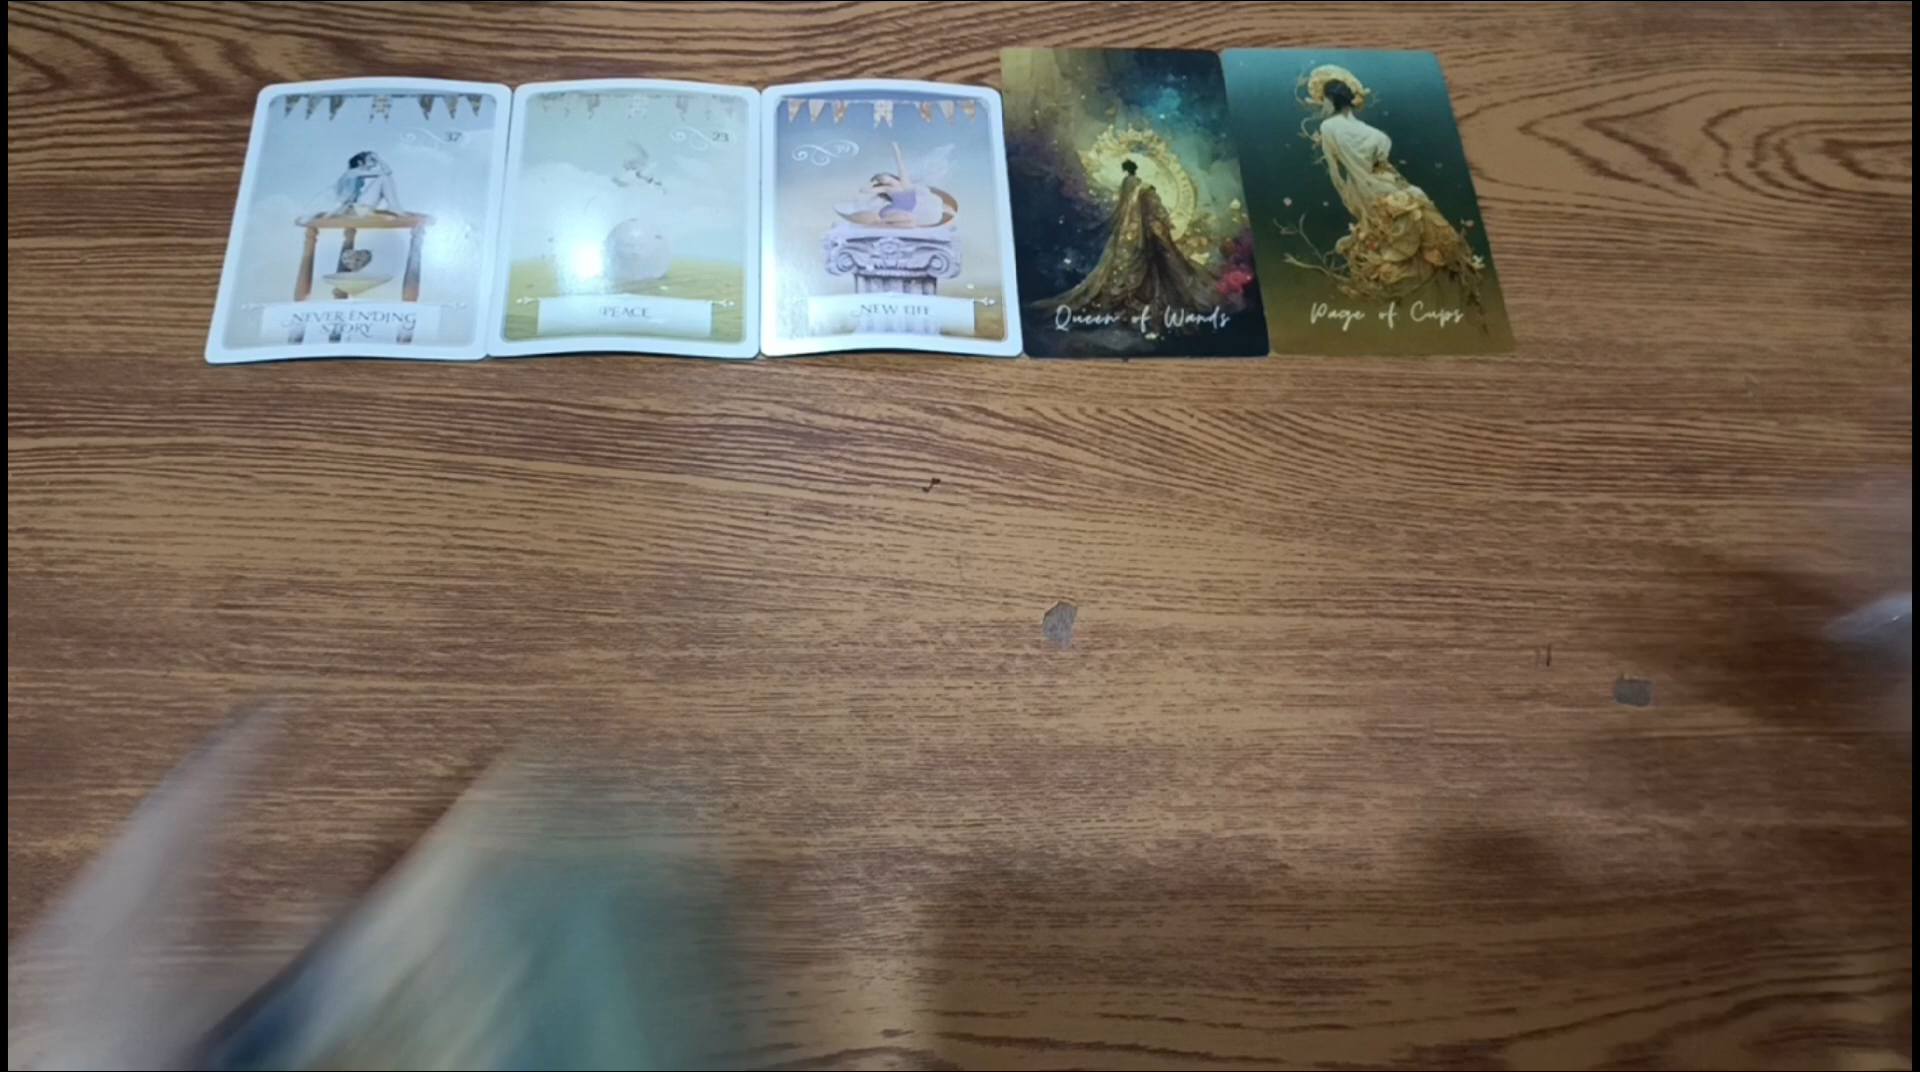 37
NEVER-ENDING
STORY
23
PEACE
NEW LIFE
Queen of Wands
Page of Cups